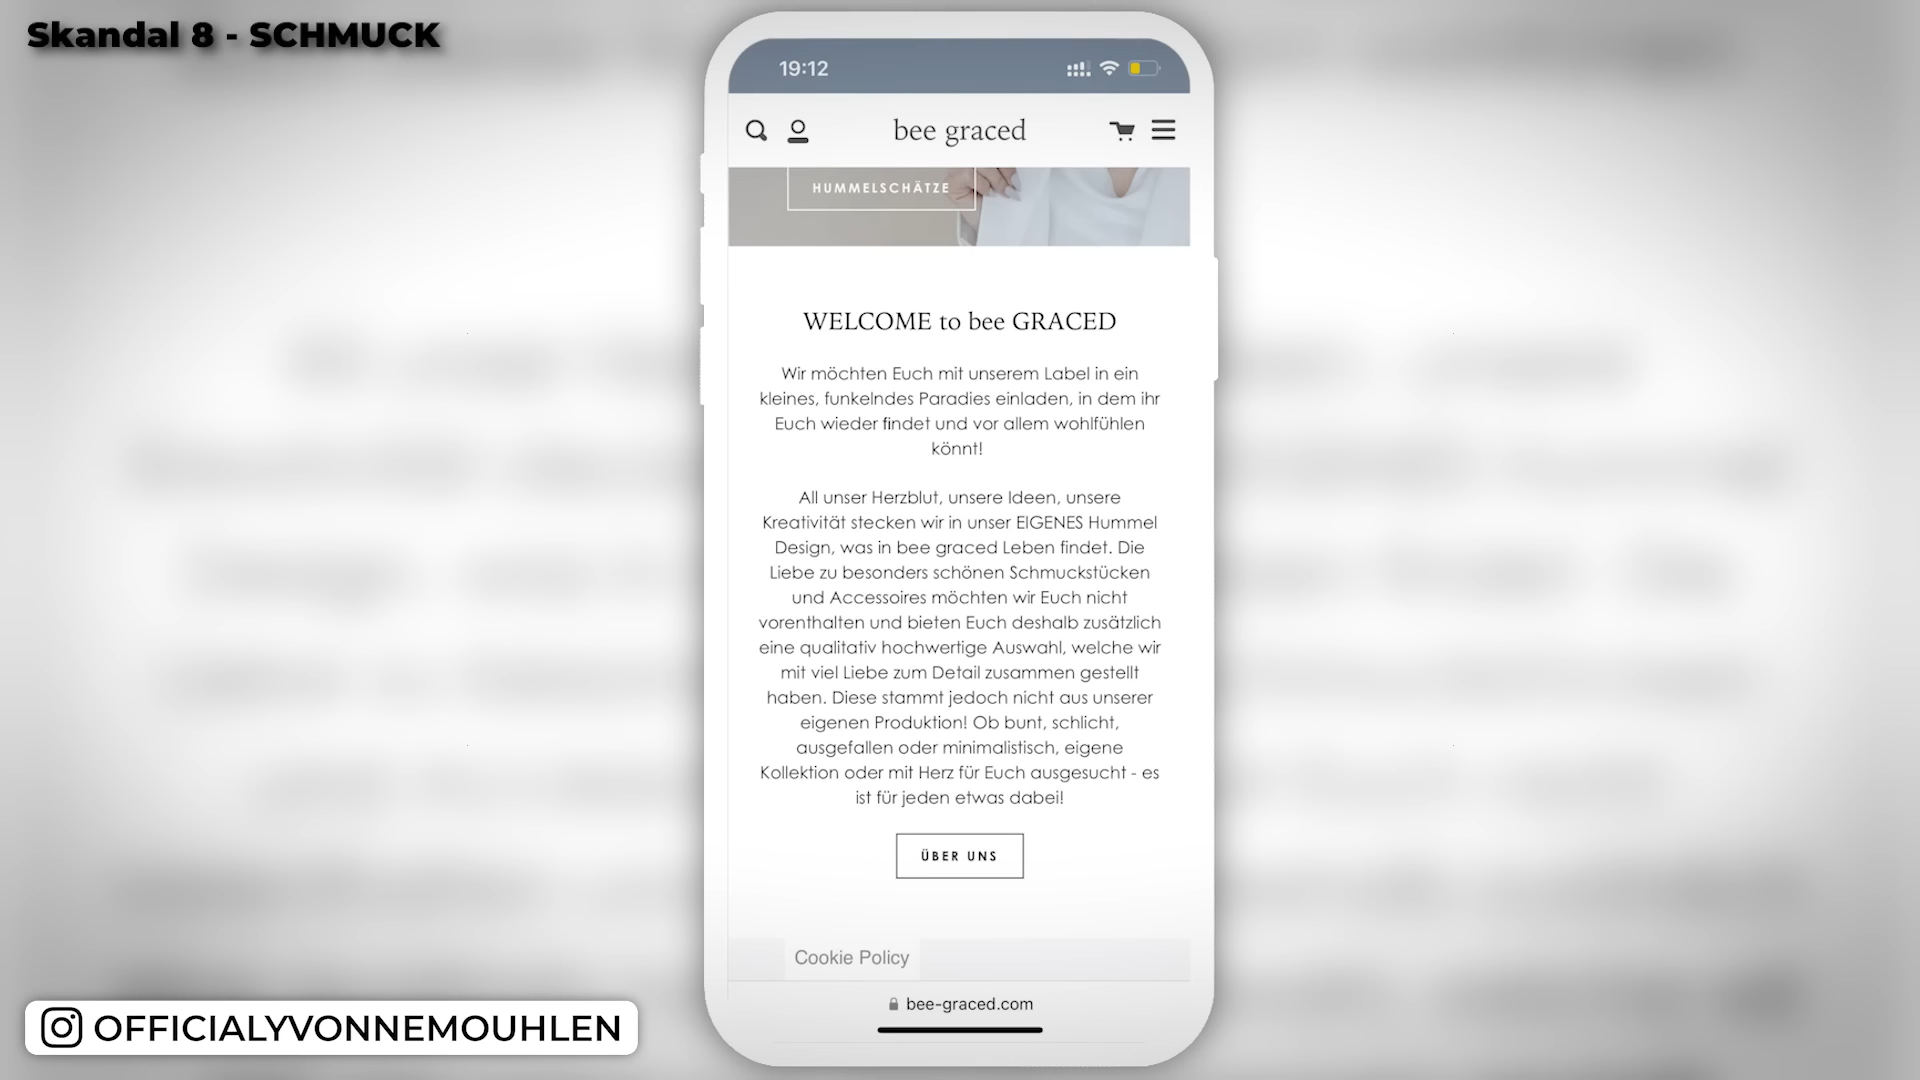 Skandal 8 - SCHMUCK
19:12
bee graced
HUMMELSCHÄTZE
WELCOME to bee GRACED
Wir möchten Euch mit unserem Label in ein
kleines, funkelndes Paradies einladen, in dem ihr
Euch wieder findet und vor allem wohlfühlen
könnt!
All unser Herzblut, unsere Ideen, unsere
Kreativität stecken wir in unser EIGENES Hummel
Design, was in bee graced Leben findet. Die
Liebe zu besonders schönen Schmuckstücken
und Accessoires möchten wir Euch nicht
vorenthalten und bieten Euch deshalb zusätzlich
eine qualitativ hochwertige Auswahl, welche wir
mit viel Liebe zum Detail zusammen gestellt
haben. Diese stammt jedoch nicht aus unserer
eigenen Produktion! Ob bunt, schlicht,
ausgefallen oder minimalistisch, eigene
Kollektion oder mit Herz für Euch ausgesucht - es
ist für jeden etwas dabei!
ÜBER UNS
Cookie Policy
bee-graced.com
OFFICIALYVONNEMOUHLEN